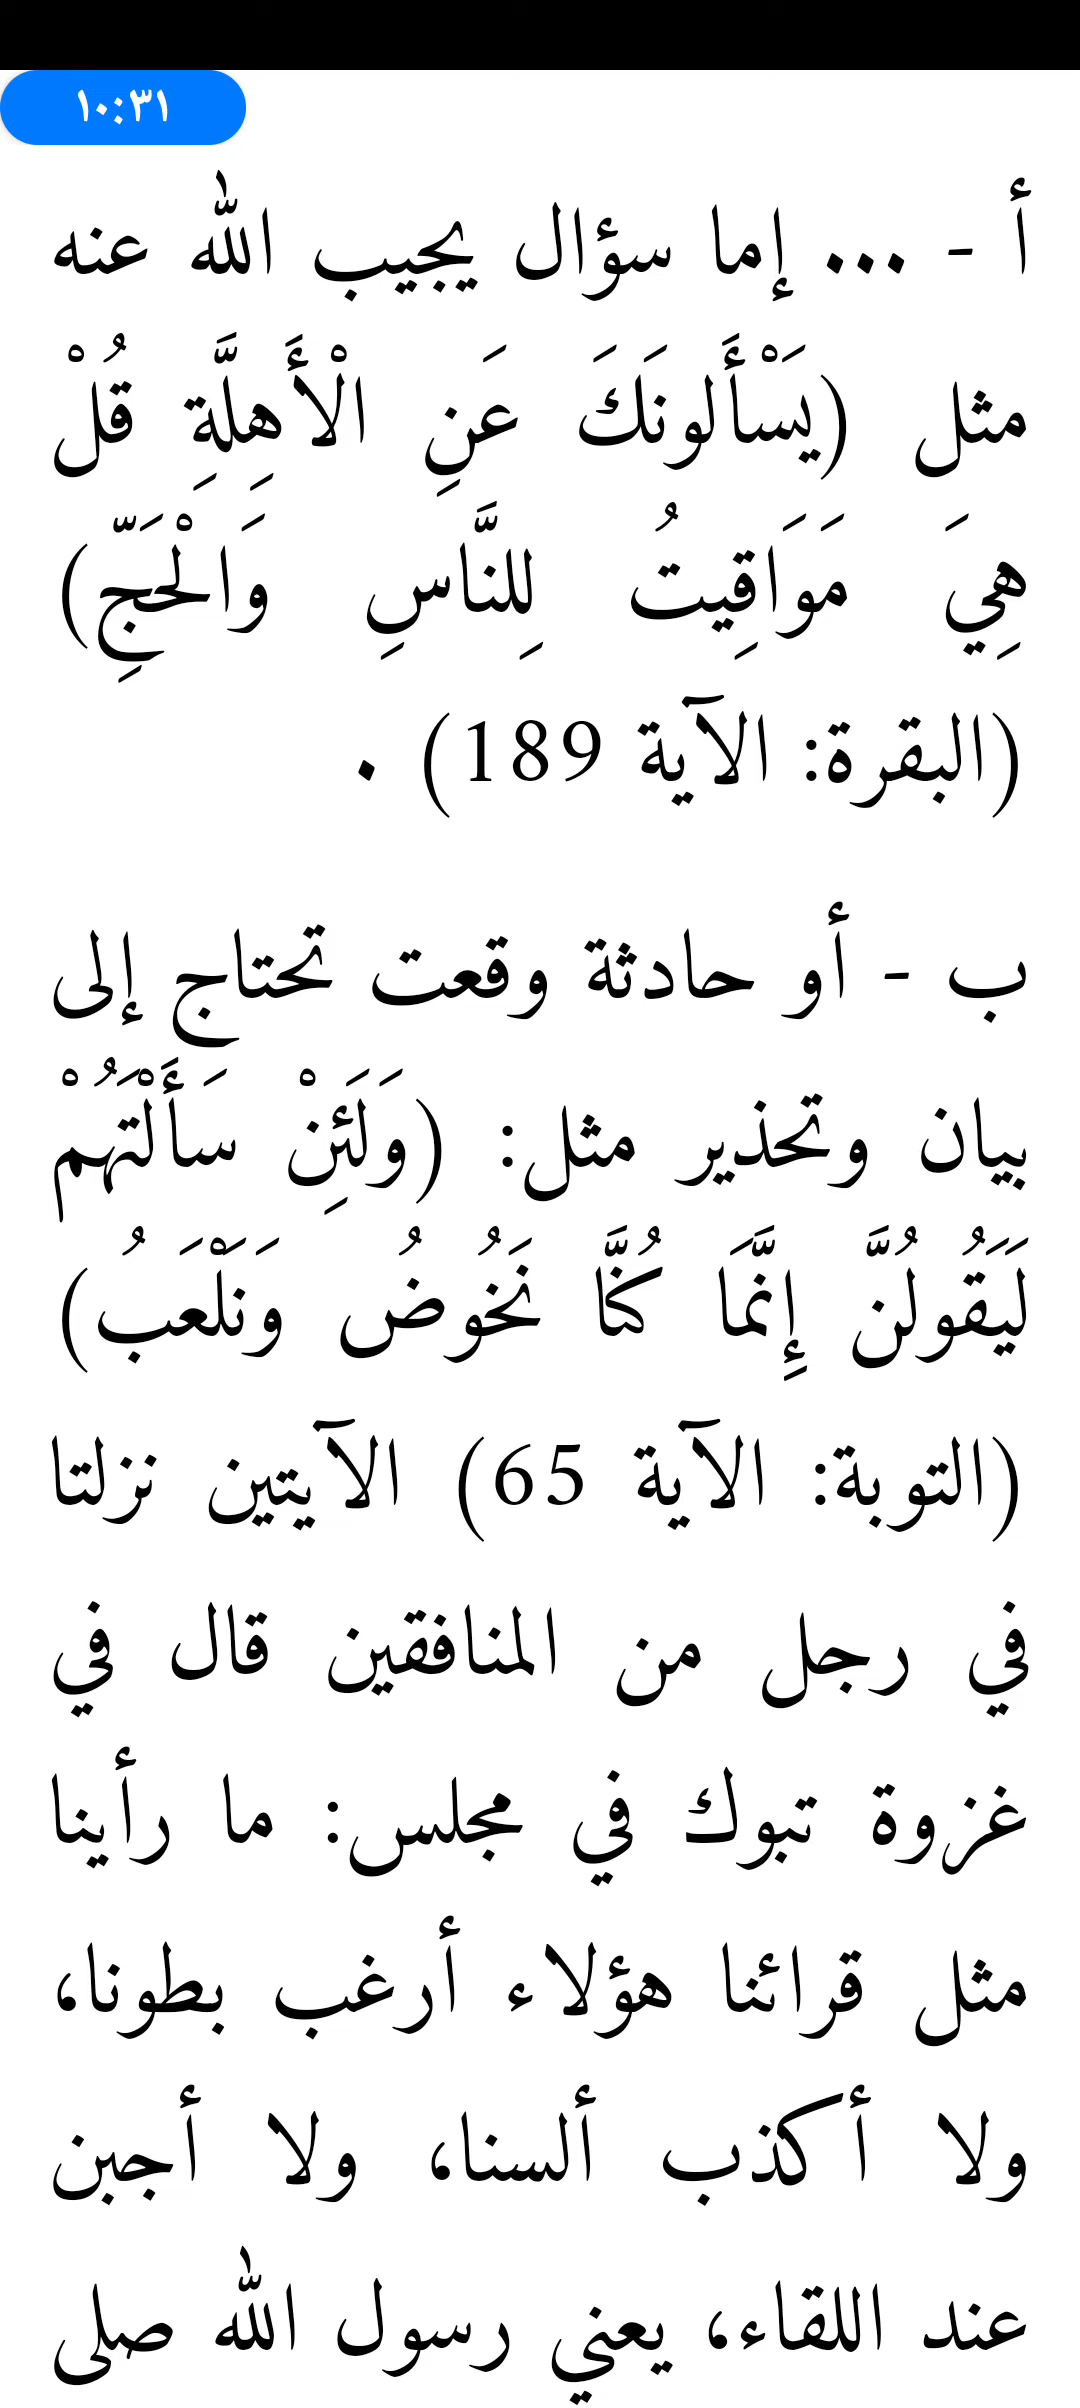 ١٠:٣١
أ - ... إما سؤال يجيب الله عنه
مثل (يَسْأَلونَكَ عَنِ الْأَهِلَّةِ قُلْ
هِيَ مَوَاقِيتُ لِلنَّاسِ وَالْحَجِّ)
(البقرة: الآية 189) .
ب - أو حادثة وقعت تحتاج إلى
بيان وتحذير مثل: (وَلَئِنْ سَأَلْتَهُمْ
لَيَقُولُنَّ إِنَّمَا كُنَّا نَخُوضُ وَنَلْعَبُ)
(التوبة: الآية 65) الآيتين نزلتا
في رجل من المنافقين قال في
غزوة تبوك في مجلس: ما رأينا
مثل قرائنا هؤلاء أرغب بطونا،
ولا أكذب ألسنا، ولا أجبن
عند اللقاء، يعني رسول الله صلى